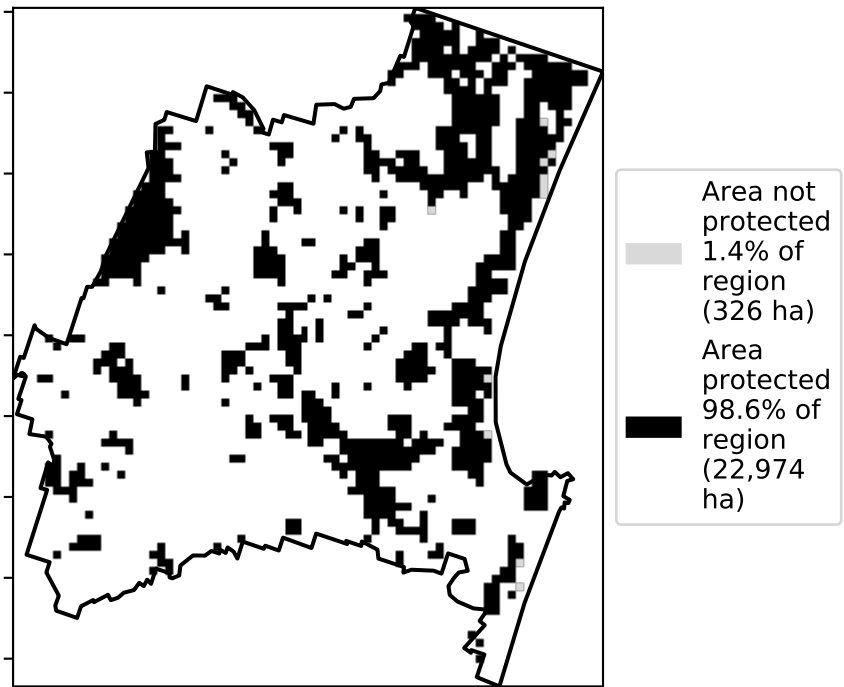 Area not
protected
1.4% of
region
(326 ha)
Area
protected
98.6% of
region
(22,974
ha)